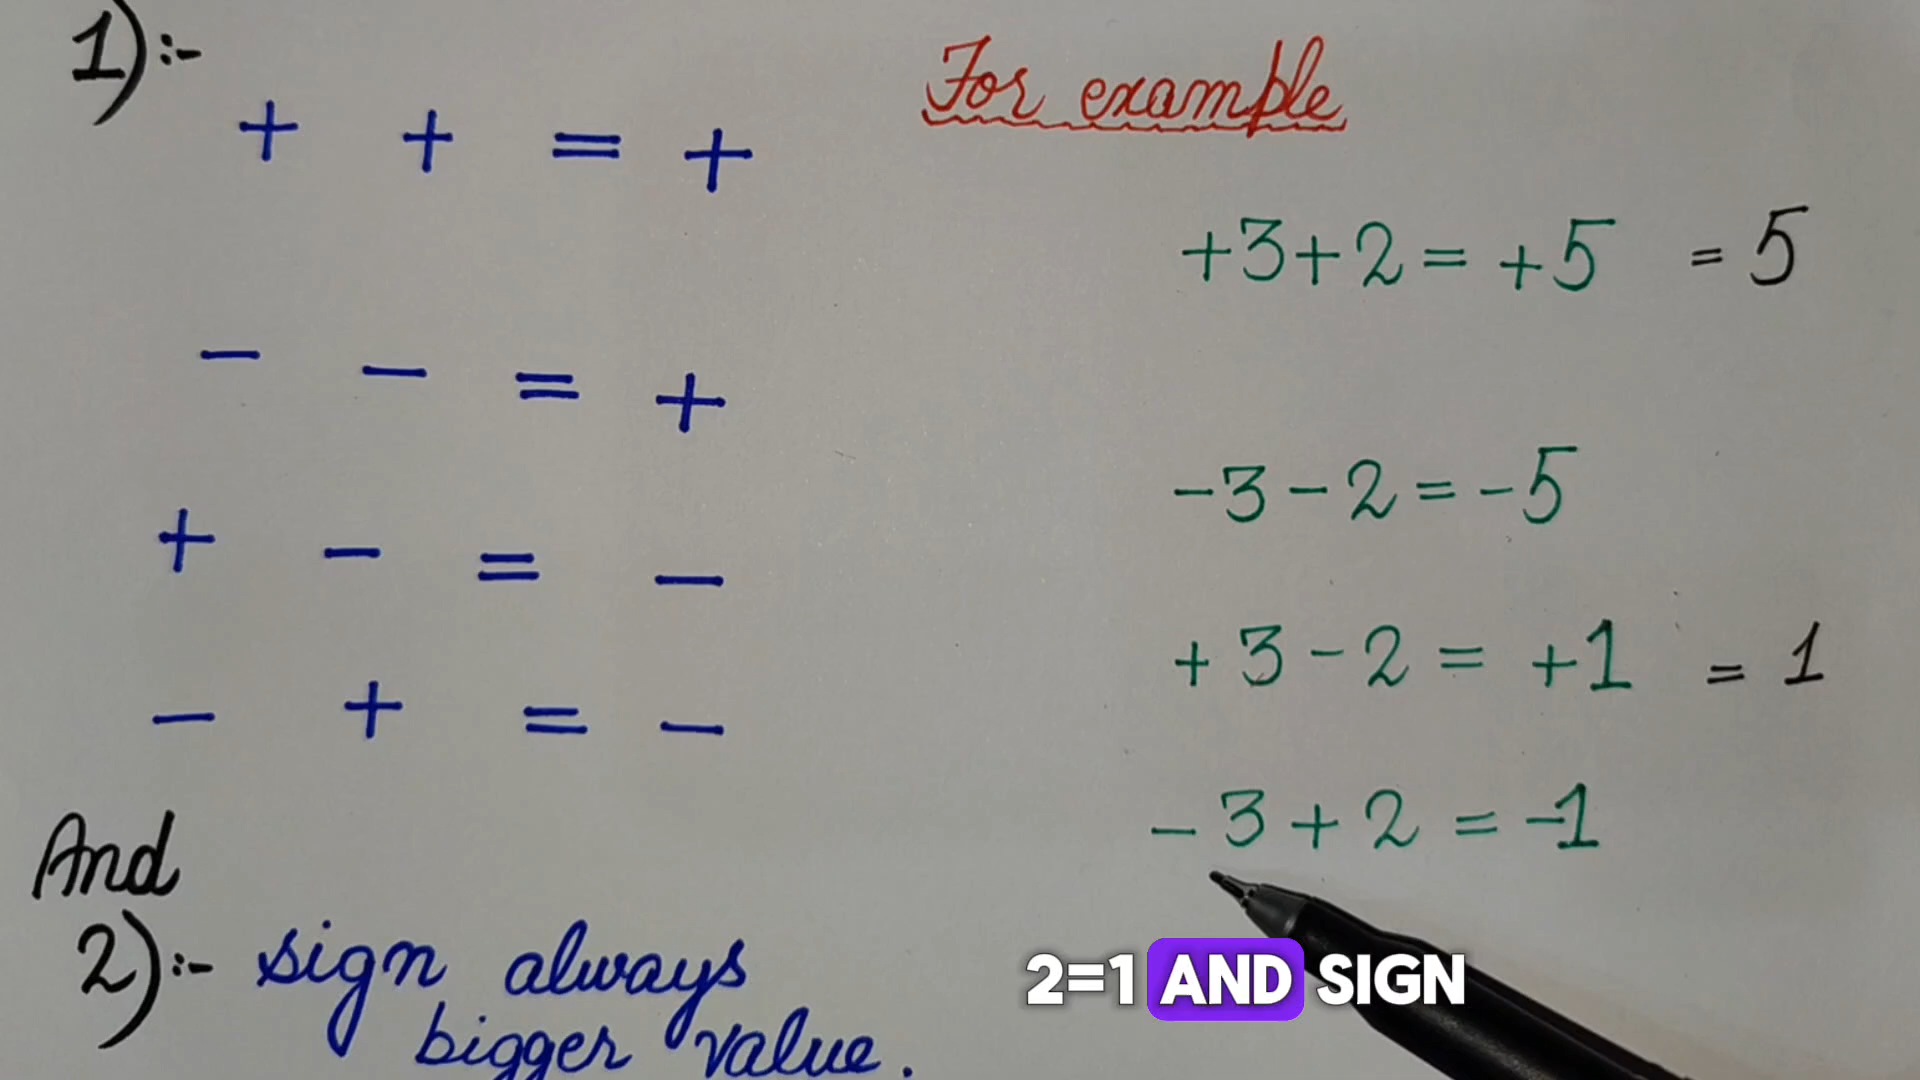 1):-
+ + = +
- - = +
+ - = -
- + = -
And
2):- sign always
bigger value.
For example
+3+2=+5 =5
-3-2=-5
+3-2=+1 =1
-3+2=-1
2=1 AND SIGN